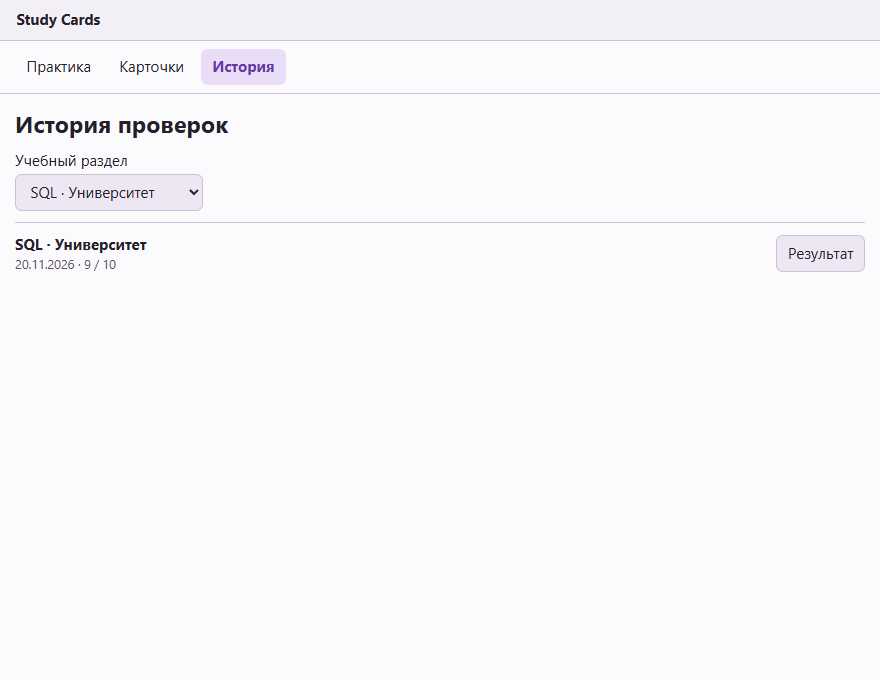 Study Cards
Практика Карточки История
История проверок
Учебный раздел
SQL · Университет
SQL · Университет
20.11.2026 · 9 / 10
Результат